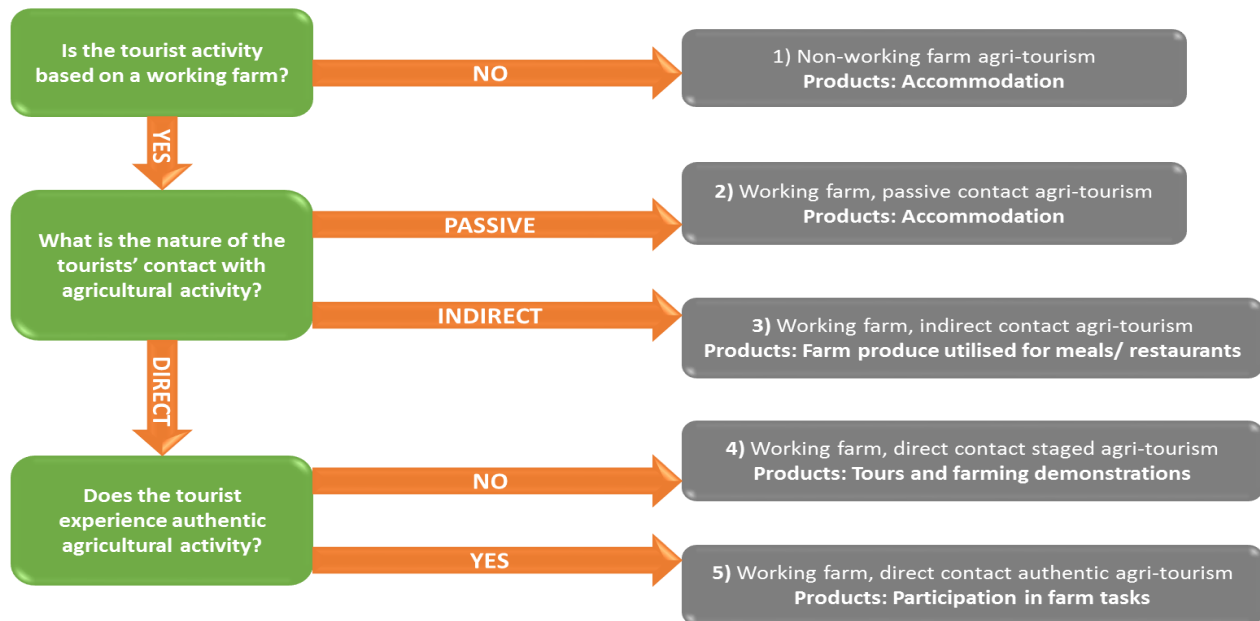 Is the tourist activity
based on a working farm?
NO
1) Non-working farm agri-tourism
Products: Accommodation
YES
What is the nature of the
tourists’ contact with
agricultural activity?
PASSIVE
2) Working farm, passive contact agri-tourism
Products: Accommodation
INDIRECT
3) Working farm, indirect contact agri-tourism
Products: Farm produce utilised for meals/ restaurants
DIRECT
Does the tourist
experience authentic
agricultural activity?
NO
4) Working farm, direct contact staged agri-tourism
Products: Tours and farming demonstrations
YES
5) Working farm, direct contact authentic agri-tourism
Products: Participation in farm tasks